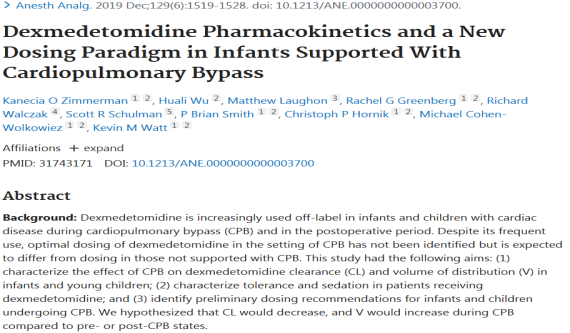 > Anesth Analg. 2019 Dec;129(6):1519-1528. doi: 10.1213/ANE.0000000000003700.
Dexmedetomidine Pharmacokinetics and a New
Dosing Paradigm in Infants Supported With
Cardiopulmonary Bypass
Kanecia O Zimmerman 1 2, Huali Wu 2, Matthew Laughon 3, Rachel G Greenberg 1 2, Richard
Walczak 4, Scott R Schulman 5, P Brian Smith 1 2, Christoph P Hornik 1 2, Michael Cohen-
Wolkowiez 1 2, Kevin M Watt 1 2
Affiliations + expand
PMID: 31743171 DOI: 10.1213/ANE.0000000000003700
Abstract
Background: Dexmedetomidine is increasingly used off-label in infants and children with cardiac
disease during cardiopulmonary bypass (CPB) and in the postoperative period. Despite its frequent
use, optimal dosing of dexmedetomidine in the setting of CPB has not been identified but is expected
to differ from dosing in those not supported with CPB. This study had the following aims: (1)
characterize the effect of CPB on dexmedetomidine clearance (CL) and volume of distribution (V) in
infants and young children; (2) characterize tolerance and sedation in patients receiving
dexmedetomidine; and (3) identify preliminary dosing recommendations for infants and children
undergoing CPB. We hypothesized that CL would decrease, and V would increase during CPB
compared to pre- or post-CPB states.